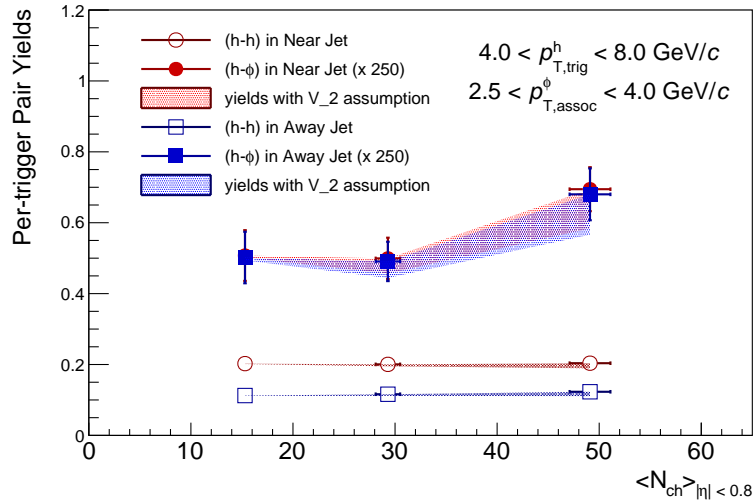 Per-trigger Pair Yields
1.2
1
0.8
0.6
0.4
0.2
0
(h-h) in Near Jet
(h-ϕ) in Near Jet (x 250)
yields with V_2 assumption
(h-h) in Away Jet
(h-ϕ) in Away Jet (x 250)
yields with V_2 assumption
4.0 < p^h_T,trig < 8.0 GeV/c
2.5 < p^ϕ_T,assoc < 4.0 GeV/c
0 10 20 30 40 50 60
<N_ch>_|η| < 0.8